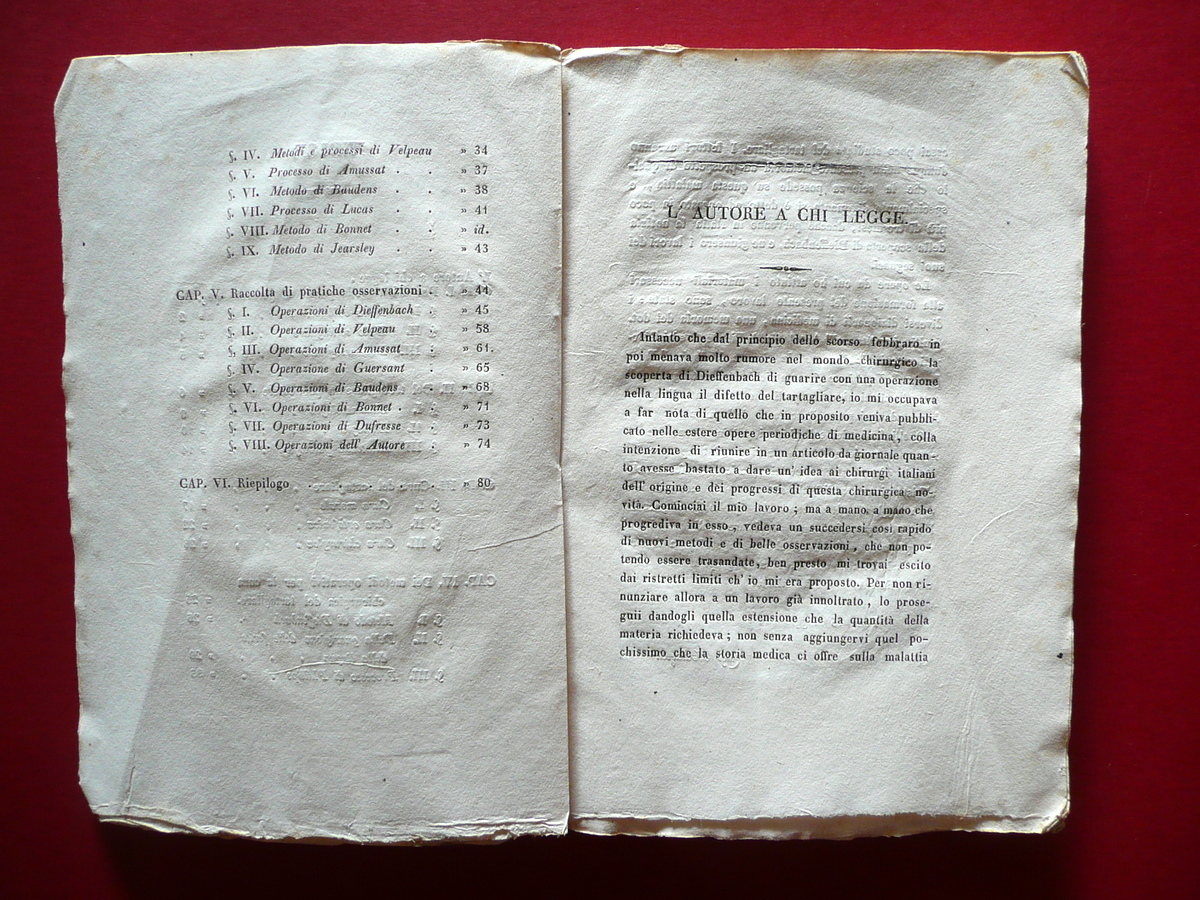 §. IV. Metodi e processi di Velpeau » 34
§. V. Processo di Amussat . . » 37
§. VI. Metodo di Baudens . . » 38
§. VII. Processo di Lucas . . » 41
§. VIII. Metodo di Bonnet . . » id.
§. IX. Metodo di Jearsley . . » 43
CAP. V. Raccolta di pratiche osservazioni . » 44
§. I. Operazioni di Dieffenbach . » 45
§. II. Operazioni di Velpeau . » 58
§. III. Operazioni di Amussat . » 61.
§. IV. Operazione di Guersant . » 65
§. V. Operazioni di Baudens . » 68
§. VI. Operazioni di Bonnet . . » 71
§. VII. Operazioni di Dufresse . » 73
§. VIII. Operazioni dell' Autore . » 74
CAP. VI. Riepilogo . . . . . . » 80
L' AUTORE A CHI LEGGE.
Intanto che dal principio dello scorso febbraro in
poi menava molto rumore nel mondo chirurgico la
scoperta di Dieffenbach di guarire con una operazione
nella lingua il difetto del tartagliare, io mi occupava
a far nota di quello che in proposito veniva pubbli-
cato nelle estere opere periodiche di medicina, colla
intenzione di riunire in un articolo da giornale quan-
to avesse bastato a dare un' idea ai chirurgi italiani
dell' origine e dei progressi di questa chirurgica no-
vità. Cominciai il mio lavoro ; ma a mano a mano che
progrediva in esso, vedeva un succedersi così rapido
di nuovi metodi e di belle osservazioni, che non po-
tendo essere trasandate, ben presto mi trovai escito
dai ristretti limiti ch' io mi era proposto. Per non ri-
nunziare allora a un lavoro già innoltrato, lo prose-
guii dandogli quella estensione che la quantità della
materia richiedeva ; non senza aggiungervi quel po-
chissimo che la storia medica ci offre sulla malattia